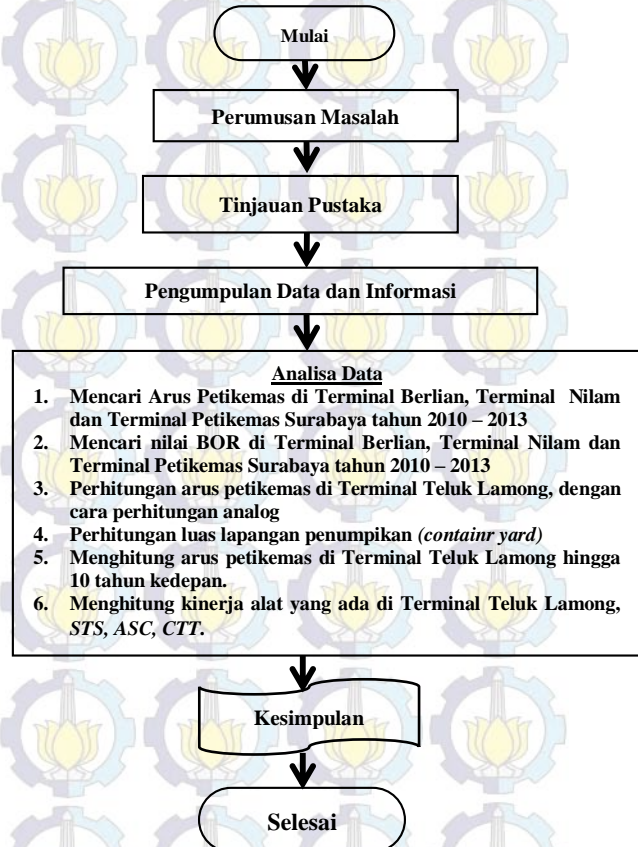 Mulai
Perumusan Masalah
Tinjauan Pustaka
Pengumpulan Data dan Informasi
Analisa Data
1. Mencari Arus Petikemas di Terminal Berlian, Terminal Nilam
dan Terminal Petikemas Surabaya tahun 2010 – 2013
2. Mencari nilai BOR di Terminal Berlian, Terminal Nilam dan
Terminal Petikemas Surabaya tahun 2010 – 2013
3. Perhitungan arus petikemas di Terminal Teluk Lamong, dengan
cara perhitungan analog
4. Perhitungan luas lapangan penumpikan (containr yard)
5. Menghitung arus petikemas di Terminal Teluk Lamong hingga
10 tahun kedepan.
6. Menghitung kinerja alat yang ada di Terminal Teluk Lamong,
STS, ASC, CTT.
Kesimpulan
Selesai